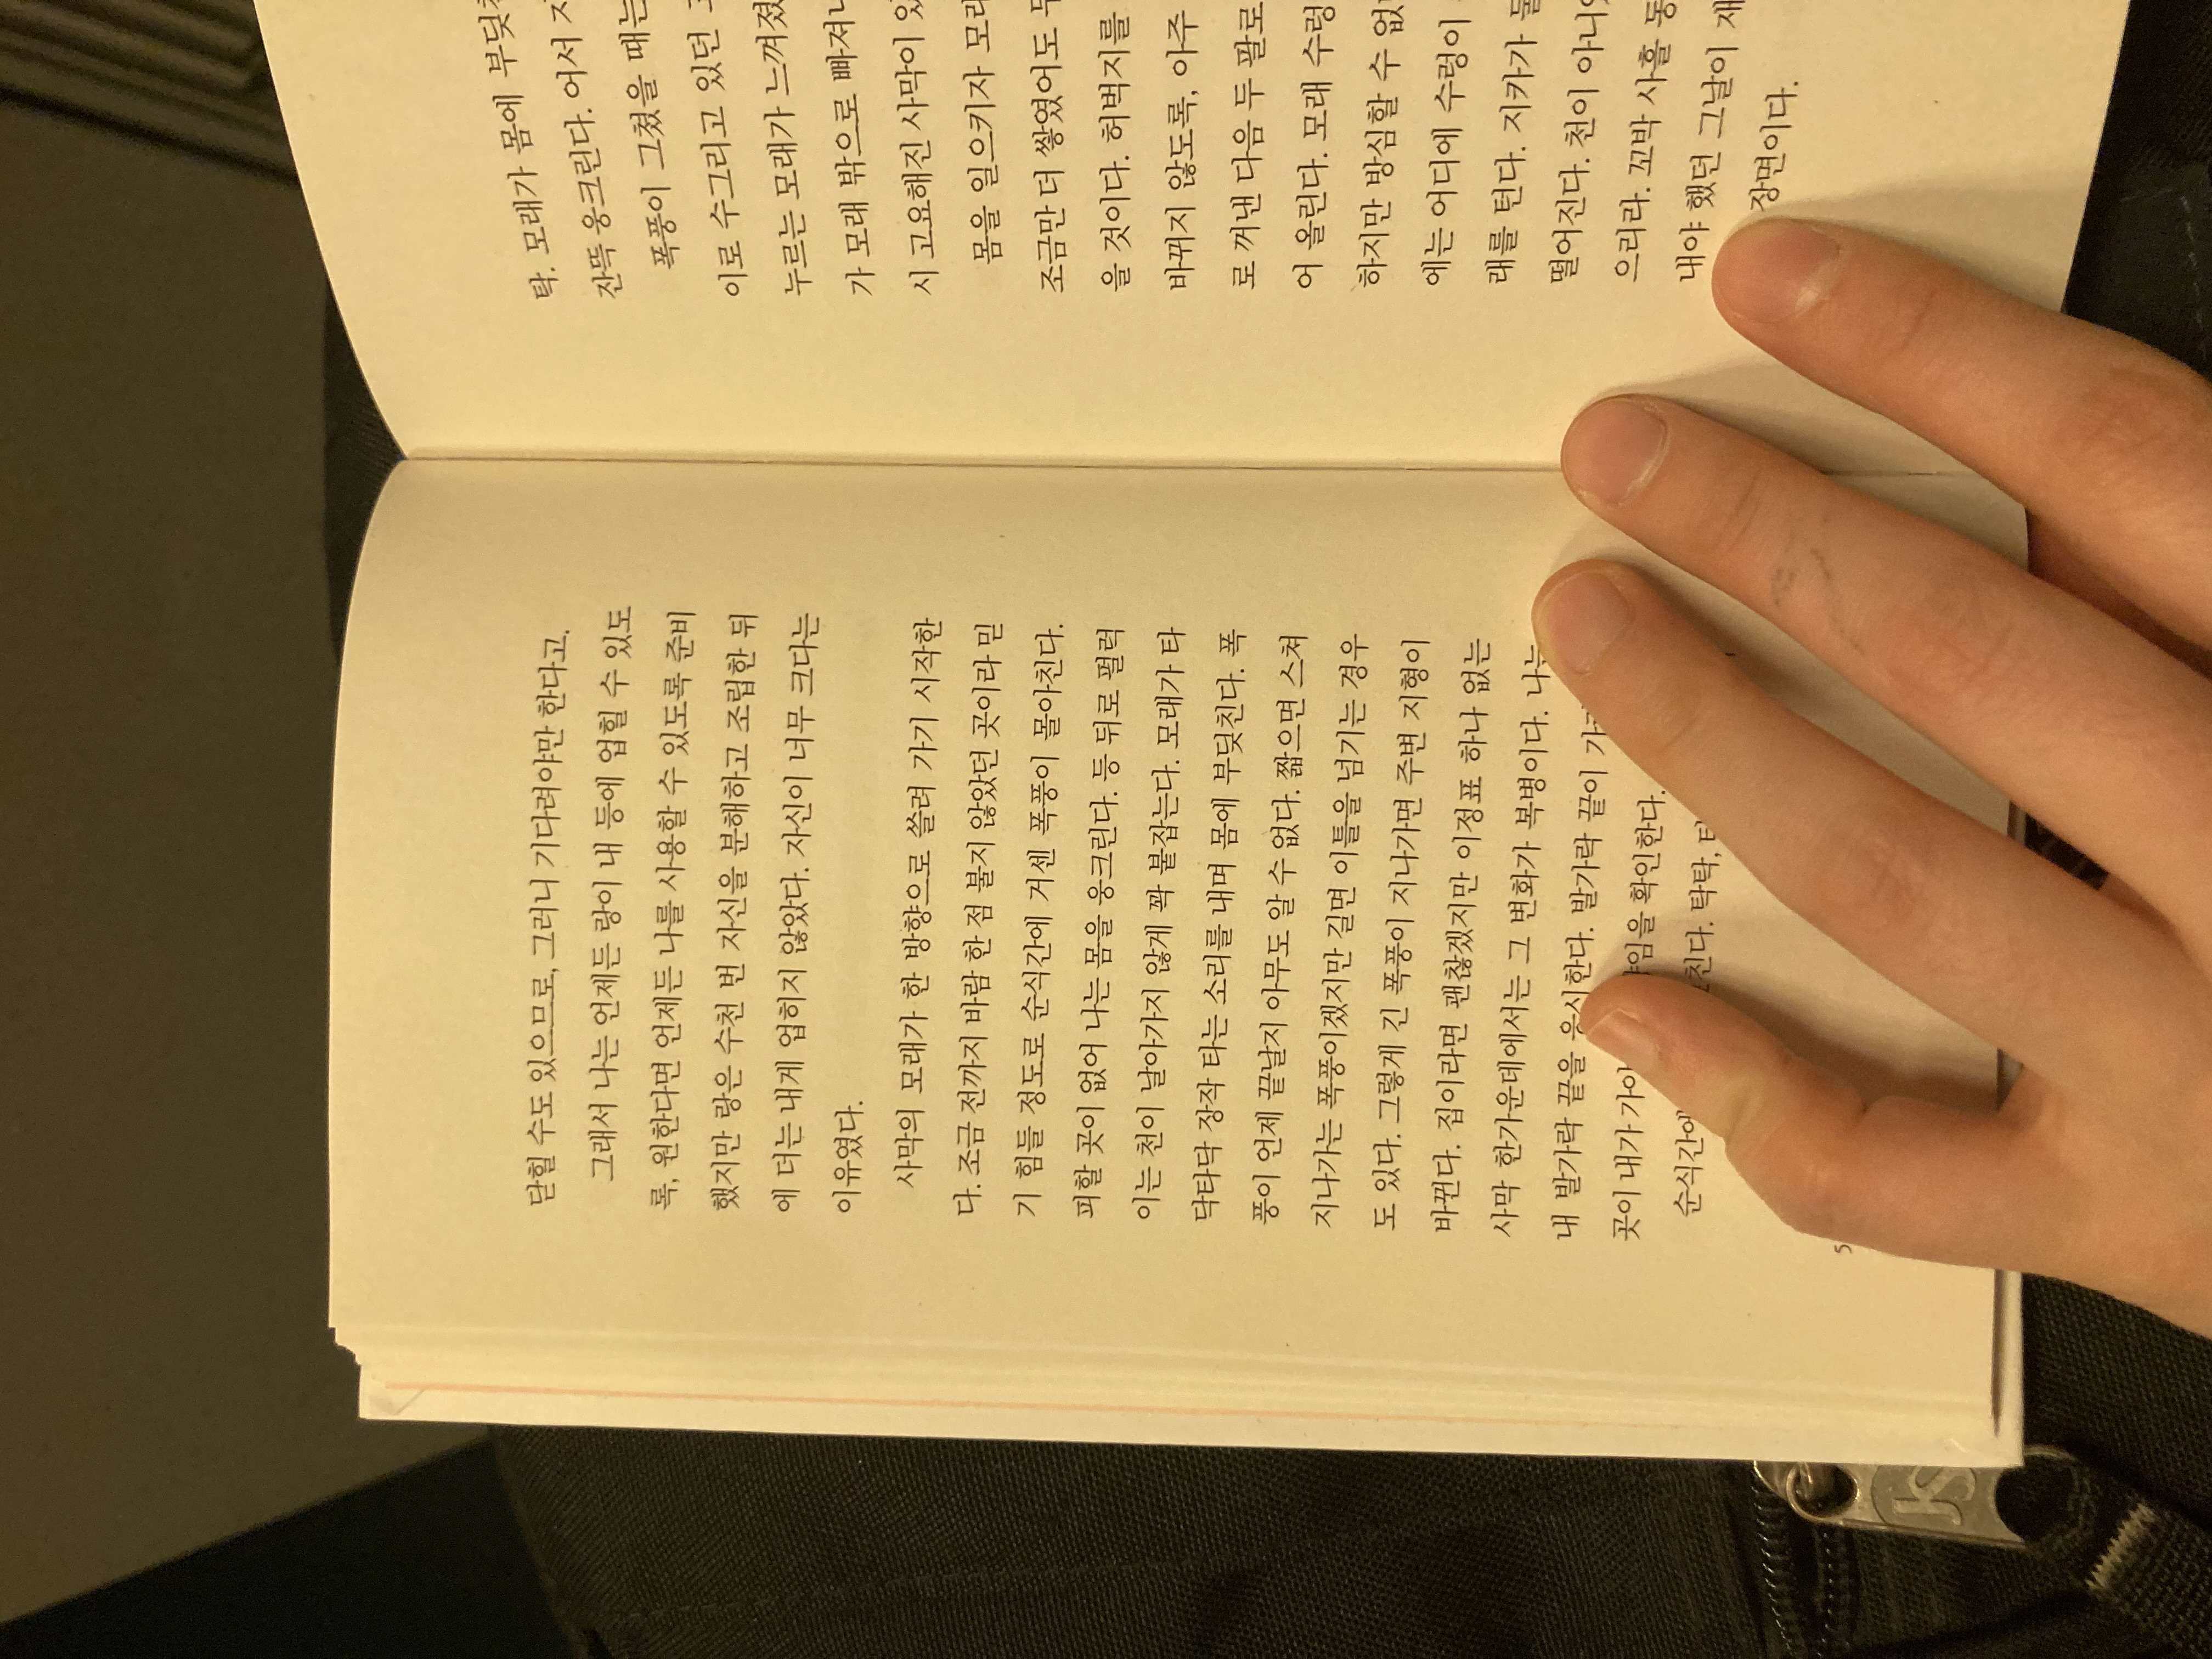 닫힐 수도 있으므로, 그러니 기다려야만 한다고.
그래서 나는 언제든 랑이 내 등에 업힐 수 있도
록, 원한다면 언제든 나를 사용할 수 있도록 준비
했지만 랑은 수천 번 자신을 분해하고 조립한 뒤
에 더는 내게 업히지 않았다. 자신이 너무 크다는
이유였다.
사막의 모래가 한 방향으로 쓸려 가기 시작한
다. 조금 전까지 바람 한 점 불지 않았던 곳이라 믿
기 힘들 정도로 순식간에 거센 폭풍이 몰아친다.
피할 곳이 없어 나는 몸을 웅크린다. 등 뒤로 펄럭
이는 천이 날아가지 않게 꽉 붙잡는다. 모래가 타
닥타닥 장작 타는 소리를 내며 몸에 부딪친다. 폭
풍이 언제 끝날지 아무도 알 수 없다. 짧으면 스쳐
지나가는 폭풍이겠지만 길면 이틀을 넘기는 경우
도 있다. 그렇게 긴 폭풍이 지나가면 주변 지형이
바뀐다. 집이라면 괜찮겠지만 이정표 하나 없는
사막 한가운데에서는 그 변화가 복병이다. 나는
내 발가락 끝을 응시한다. 발가락 끝이
곳이 내가 확인한다.
순식간에 탁탁,
5
탁. 모래가 몸에
잔뜩 웅크린다. 어서
폭풍이 그쳤을 때는
이로 수그리고 있던
누르는 모래가
가 모래 밖으로
시 고요해진 사막이
몸을 일으키자
조금만 더 쌓였어도
을 것이다. 허벅지를
바뀌지 않도록, 아주
로 꺼낸 다음 두 팔로
어 올린다. 모래
하지만 방심할 수
에는 어디에 수렁이
래를 턴다. 지카가
떨어진다. 천이
으리라. 꼬박 사흘
내야 했던 그날이
장면이다.
JS